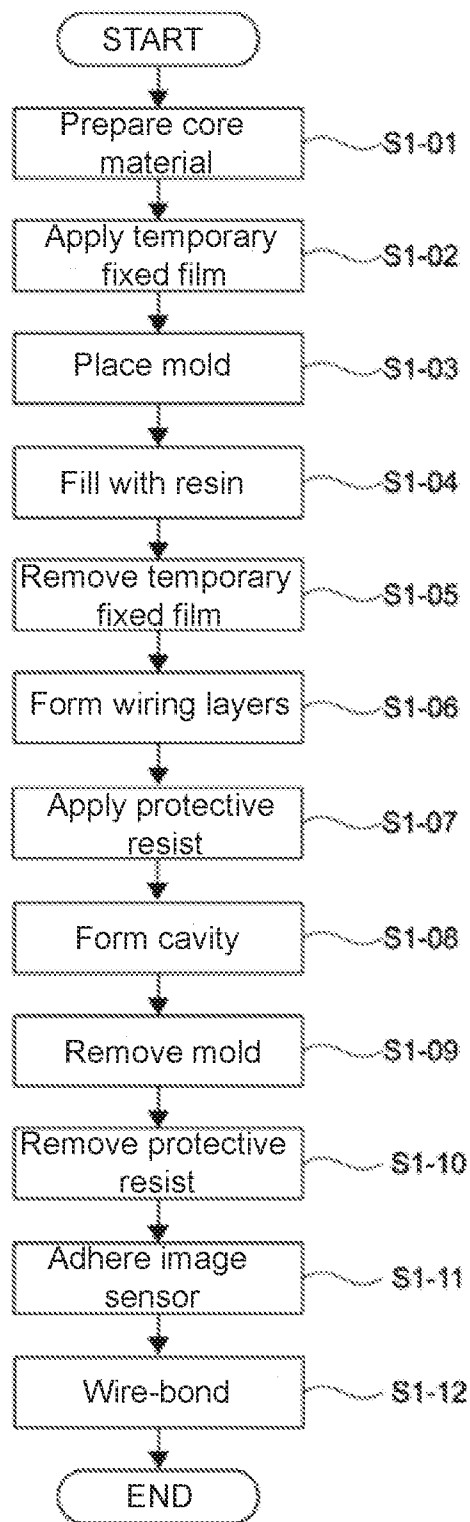 START
Prepare core
material
S1-01
Apply temporary
fixed film
S1-02
Place mold
S1-03
Fill with resin
S1-04
Remove temporary
fixed film
S1-05
Form wiring layers
S1-06
Apply protective
resist
S1-07
Form cavity
S1-08
Remove mold
S1-09
Remove protective
resist
S1-10
Adhere image
sensor
S1-11
Wire-bond
S1-12
END